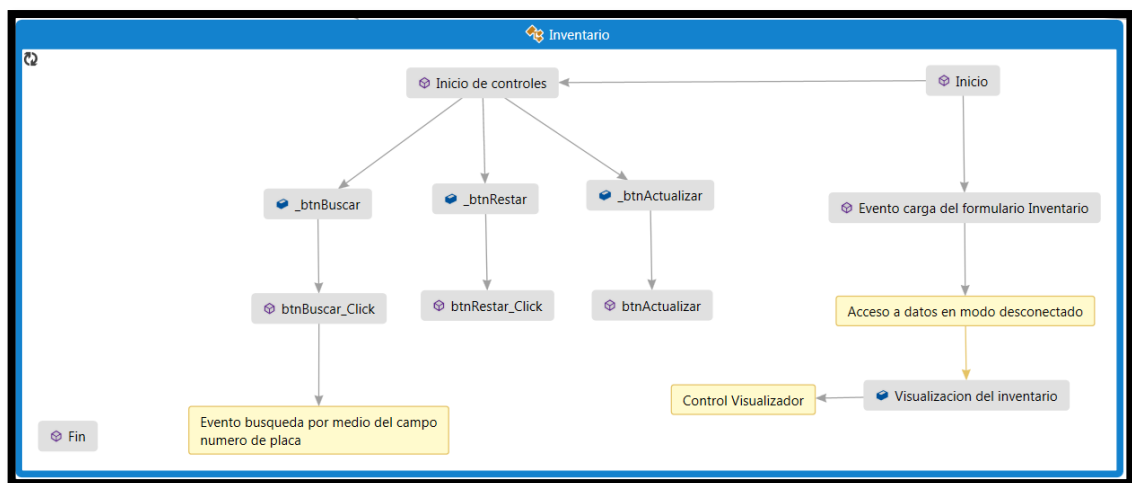 Inventario
Inicio de controles
Inicio
_btnBuscar
_btnRestar
_btnActualizar
Evento carga del formulario Inventario
btnBuscar_Click
btnRestar_Click
btnActualizar
Acceso a datos en modo desconectado
Control Visualizador
Visualizacion del inventario
Evento busqueda por medio del campo
numero de placa
Fin